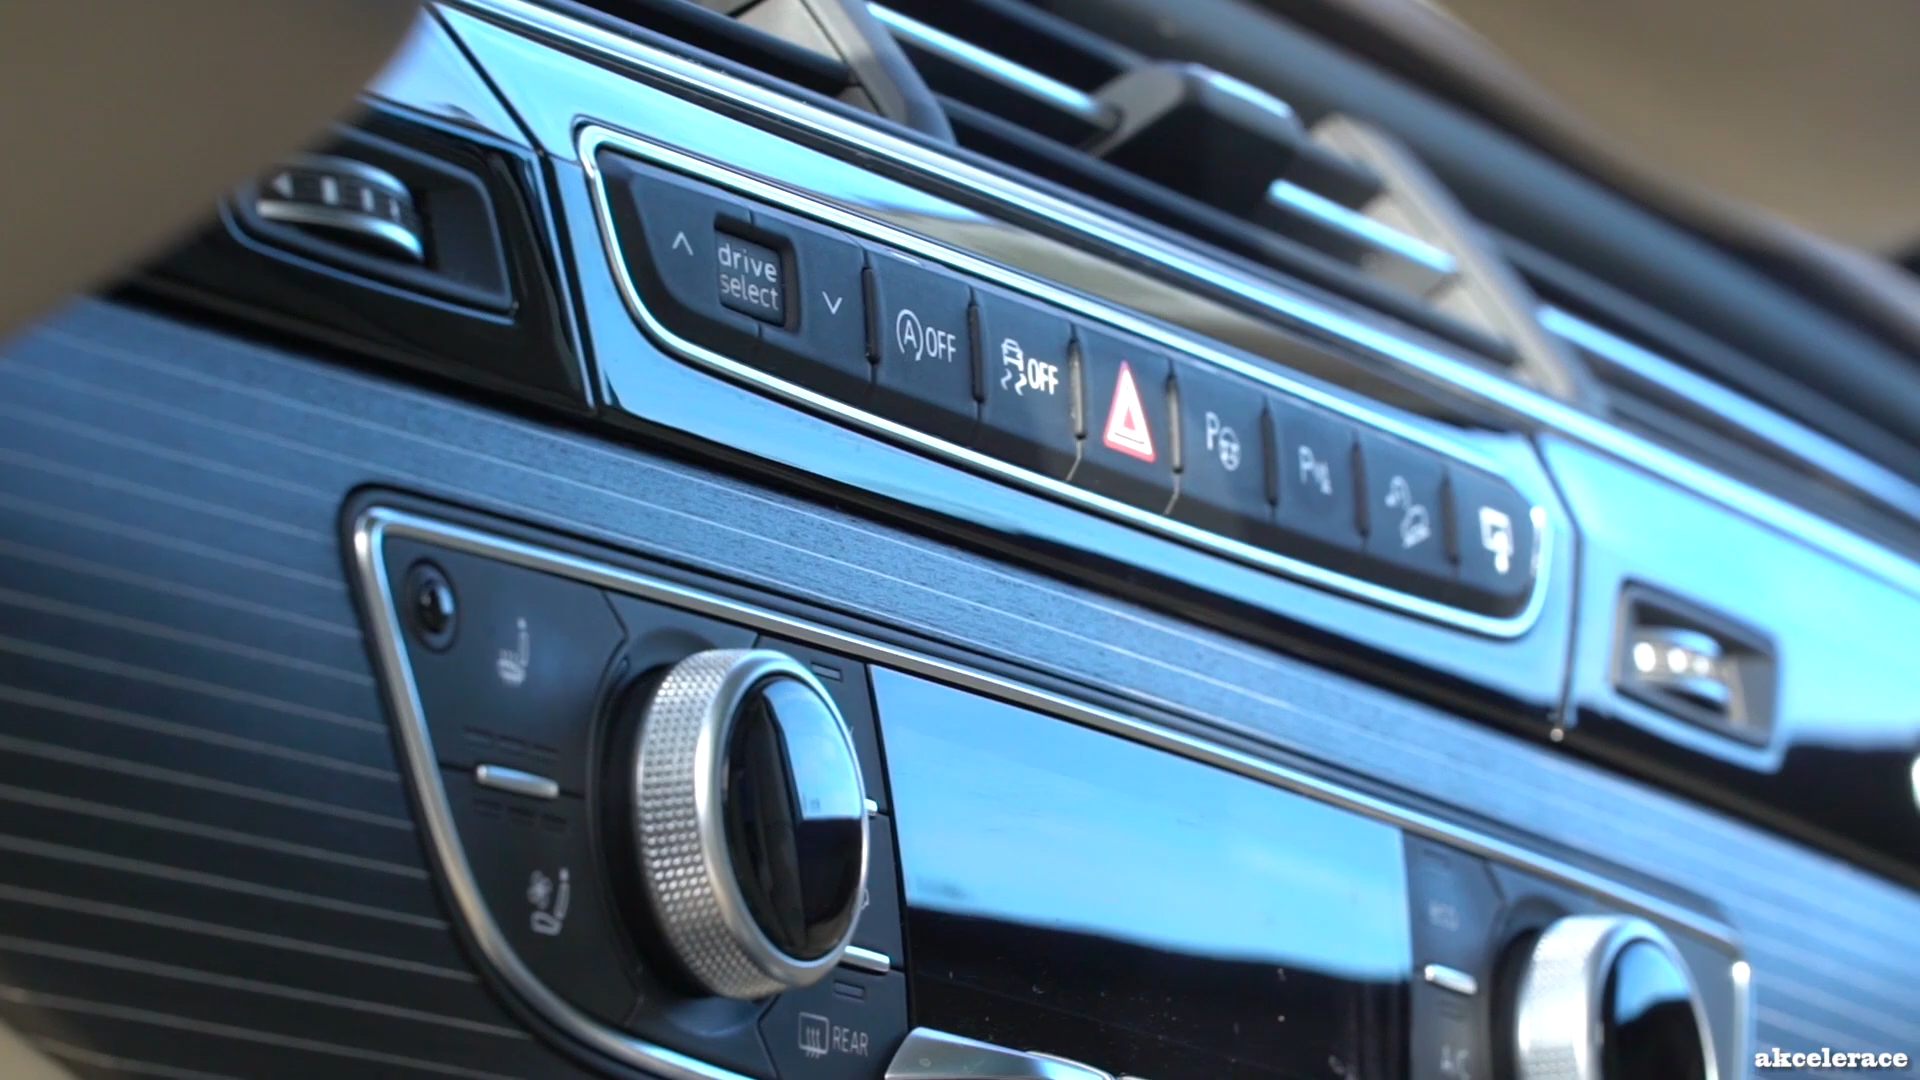 drive
select
A OFF
OFF
P
P
REAR
akcelerace